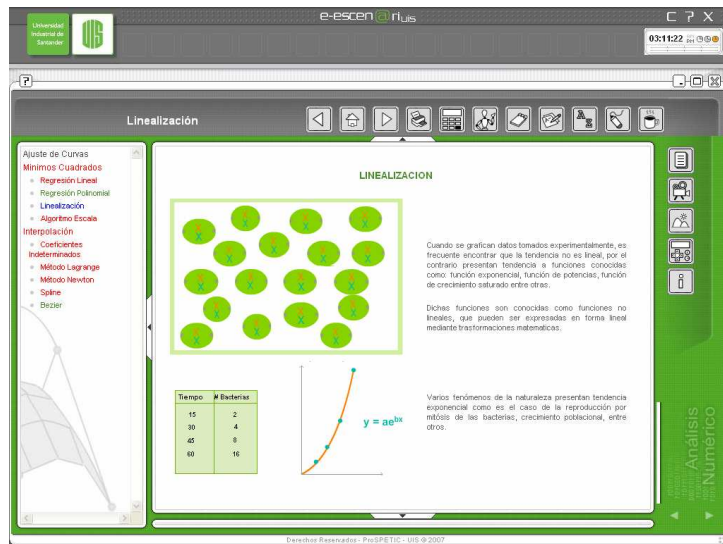 Universidad
Industrial de
Santander
e-escen@riUIS
03:11:22
Linealización
Ajuste de Curvas
Minimos Cuadrados
Regresión Lineal
Regresión Polinomial
Linealización
Algoritmo Escala
Interpolación
Coeficientes
Indeterminados
Método Lagrange
Método Newton
Spline
Bezier
LINEALIZACION
Cuando se grafican datos tomados experimentalmente, es
frecuente encontrar que la tendencia no es lineal, por el
contrario presentan tendencia a funciones conocidas
como: función exponencial, función de potencias, función
de crecimiento saturado entre otras.
Dichas funciones son conocidas como funciones no
lineales, que pueden ser expresadas en forma lineal
mediante trasformaciones matematicas.
Tiempo # Bacterias
15 2
30 4
45 8
60 16
y = ae^bx
Varios fenómenos de la naturaleza presentan tendencia
exponencial como es el caso de la reproducción por
mitósis de las bacterias, crecimiento poblacional, entre
otros.
Análisis
Numérico
Derechos Reservados - ProSPETIC - UIS @ 2007